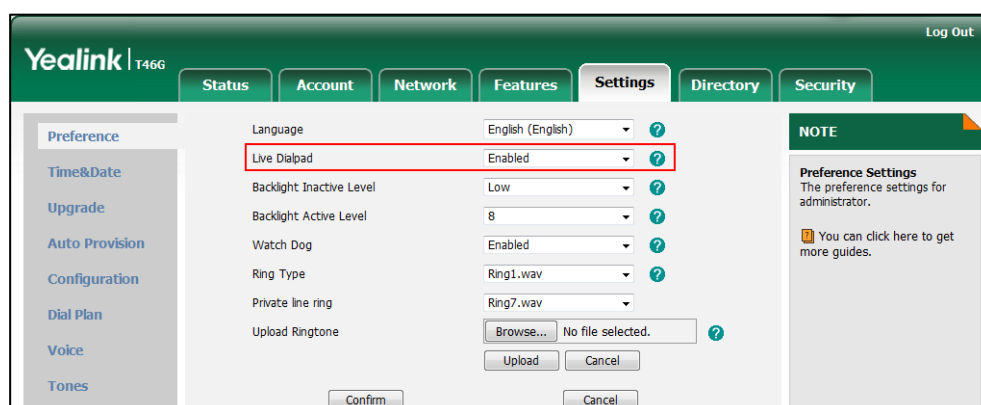 Log Out
Yealink T46G
Status Account Network Features Settings Directory Security
Preference
Time&Date
Upgrade
Auto Provision
Configuration
Dial Plan
Voice
Tones
Language English (English) ?
Live Dialpad Enabled ?
Backlight Inactive Level Low ?
Backlight Active Level 8 ?
Watch Dog Enabled ?
Ring Type Ring1.wav ?
Private line ring Ring7.wav
Upload Ringtone Browse... No file selected. ?
Upload Cancel
Confirm Cancel
NOTE
Preference Settings
The preference settings for
administrator.
? You can click here to get
more guides.